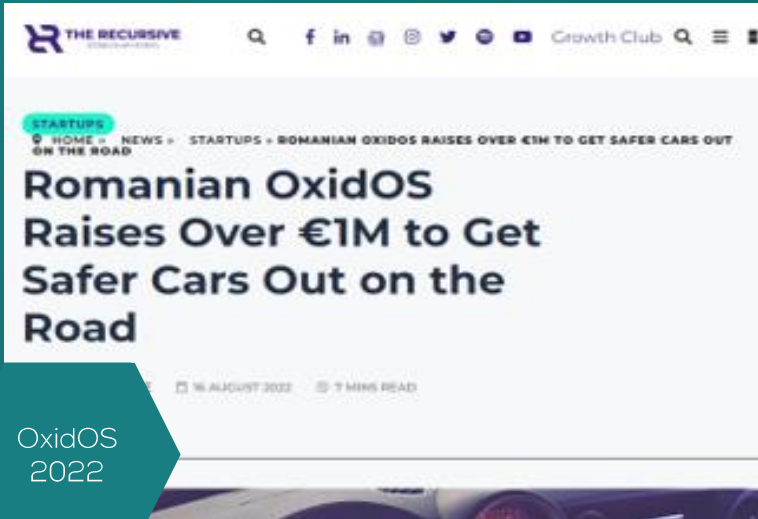 THE RECURSIVE
Growth Club
STARTUPS
HOME » NEWS » STARTUPS » ROMANIAN OXIDOS RAISES OVER €1M TO GET SAFER CARS OUT
ON THE ROAD
Romanian OxidOS
Raises Over €1M to Get
Safer Cars Out on the
Road
16 AUGUST 2022 7 MINS READ
OxidOS
2022